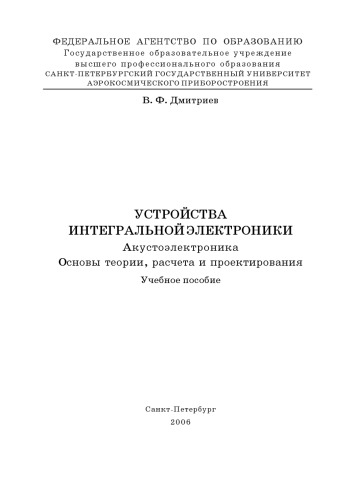 ФЕДЕРАЛЬНОЕ АГЕНТСТВО ПО ОБРАЗОВАНИЮ
Государственное образовательное учреждение
высшего профессионального образования
САНКТ-ПЕТЕРБУРГСКИЙ ГОСУДАРСТВЕННЫЙ УНИВЕРСИТЕТ
АЭРОКОСМИЧЕСКОГО ПРИБОРОСТРОЕНИЯ
В. Ф. Дмитриев
УСТРОЙСТВА
ИНТЕГРАЛЬНОЙ ЭЛЕКТРОНИКИ
Акустоэлектроника
Основы теории, расчета и проектирования
Учебное пособие
Санкт-Петербург
2006